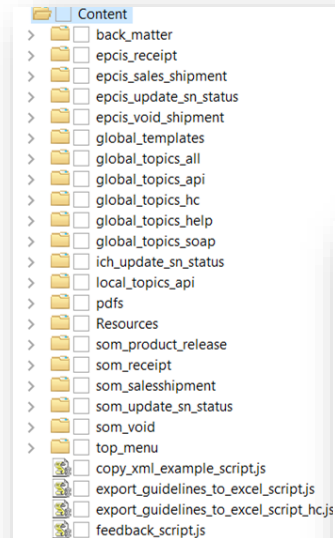 Content
back_matter
epcis_receipt
epcis_sales_shipment
epcis_update_sn_status
epcis_void_shipment
global_templates
global_topics_all
global_topics_api
global_topics_hc
global_topics_help
global_topics_soap
ich_update_sn_status
local_topics_api
pdfs
Resources
som_product_release
som_receipt
som_salesshipment
som_update_sn_status
som_void
top_menu
copy_xml_example_script.js
export_guidelines_to_excel_script.js
export_guidelines_to_excel_script_hc.js
feedback_script.js